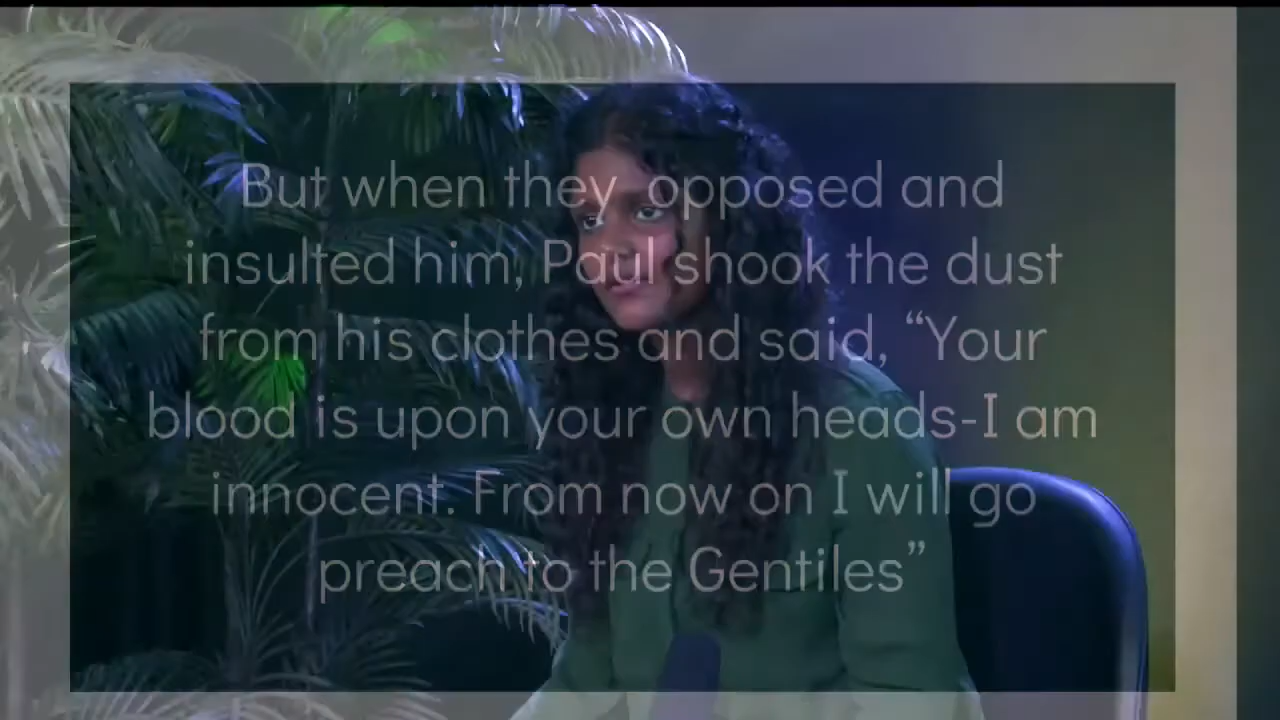 But when they opposed and
insulted him, Paul shook the dust
from his clothes and said, “Your
blood is upon your own heads-I am
innocent. From now on I will go
preach to the Gentiles”